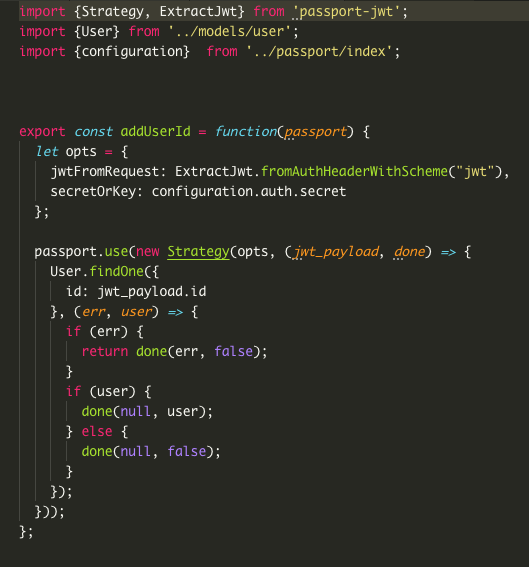 import {Strategy, ExtractJwt} from 'passport-jwt';
import {User} from '../models/user';
import {configuration}  from '../passport/index';
export const addUserId = function(passport) {
let opts = {
jwtFromRequest: ExtractJwt.fromAuthHeaderWithScheme("jwt"),
secretOrKey: configuration.auth.secret
};
passport.use(new Strategy(opts, (jwt_payload, done) => {
User.findOne({
id: jwt_payload.id
}, (err, user) => {
if (err) {
return done(err, false);
}
if (user) {
done(null, user);
} else {
done(null, false);
}
});
}));
};